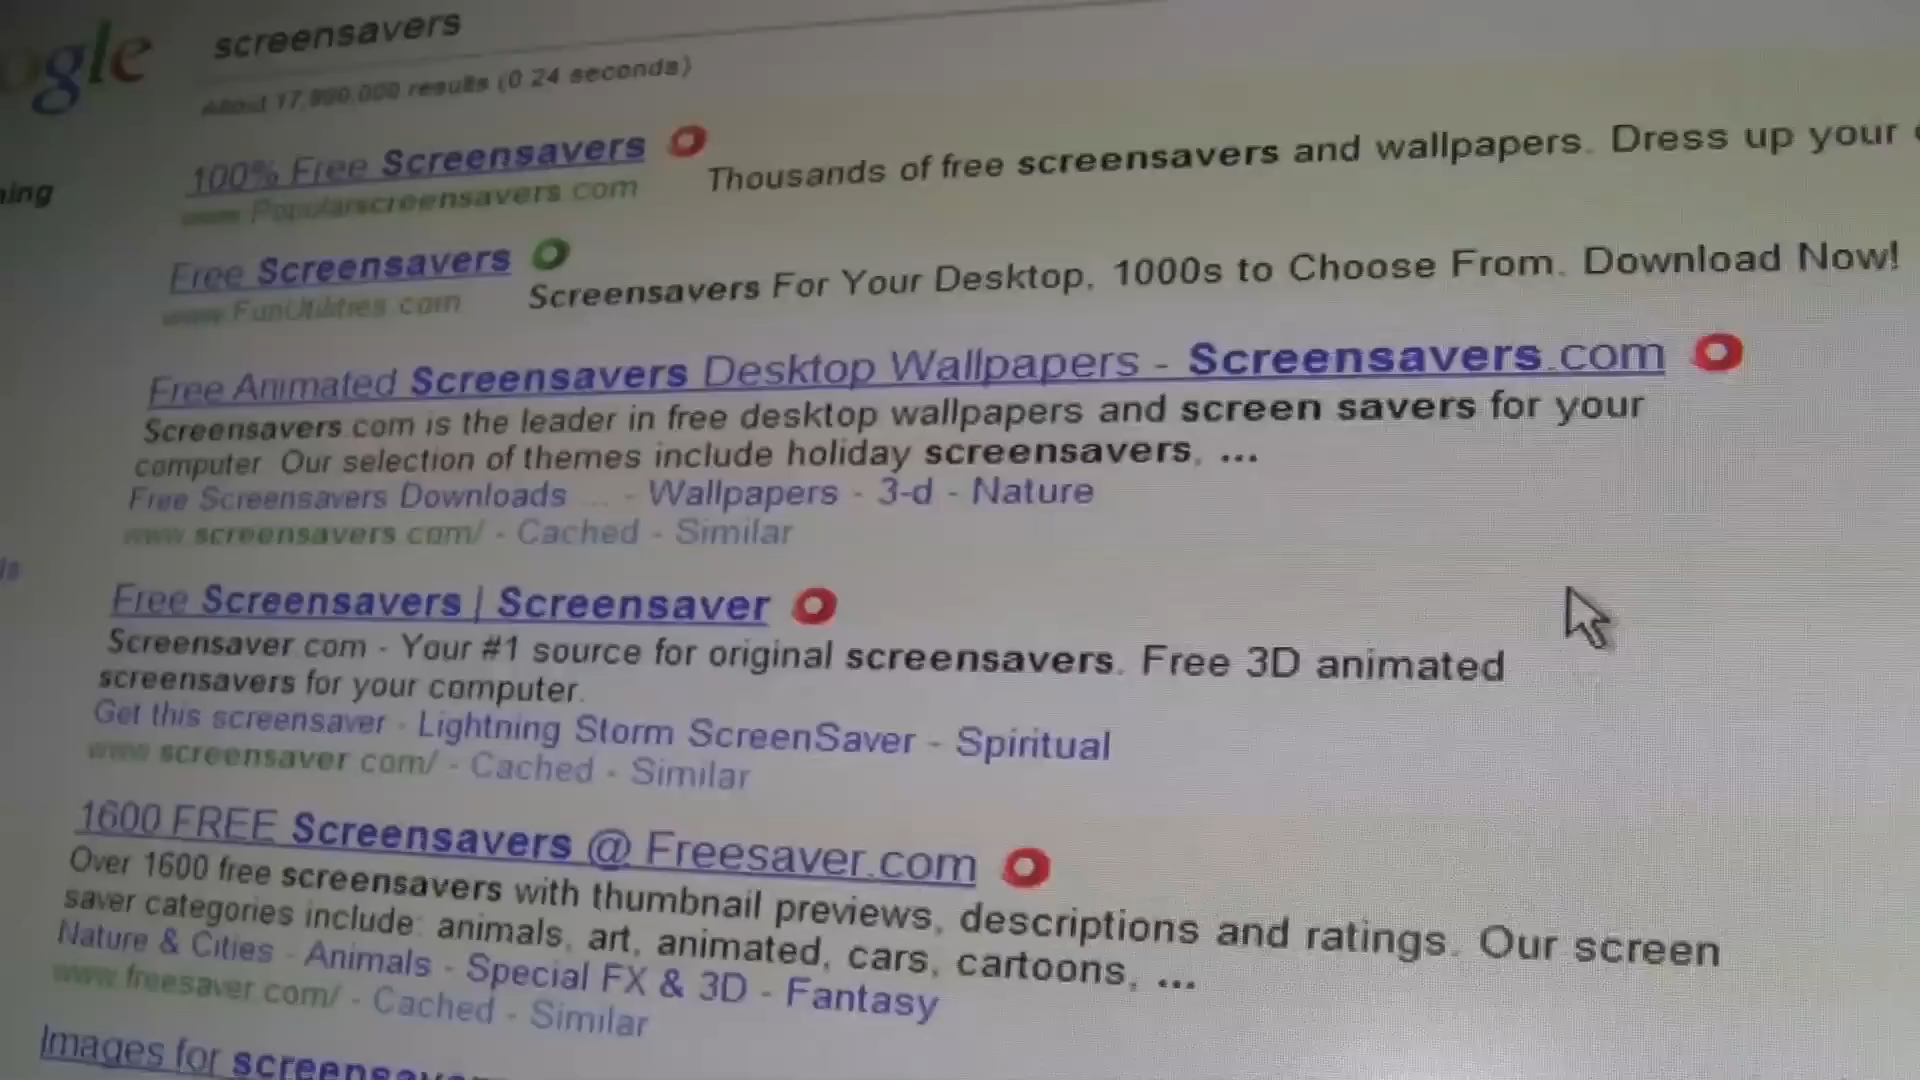 ogle
screensavers
About 17,900,000 results (0.24 seconds)
100% Free Screensavers
Thousands of free screensavers and wallpapers. Dress up your
www.Popularscreensavers.com
ning
Free Screensavers
Screensavers For Your Desktop, 1000s to Choose From. Download Now!
www.FunUtilities.com
Free Animated Screensavers Desktop Wallpapers - Screensavers.com
Screensavers.com is the leader in free desktop wallpapers and screen savers for your
computer. Our selection of themes include holiday screensavers, ...
Free Screensavers Downloads ... - Wallpapers - 3-d - Nature
www.screensavers.com/ - Cached - Similar
ls
Free Screensavers | Screensaver
Screensaver.com - Your #1 source for original screensavers. Free 3D animated
screensavers for your computer.
Get this screensaver - Lightning Storm ScreenSaver - Spiritual
www.screensaver.com/ - Cached - Similar
1600 FREE Screensavers @ Freesaver.com
Over 1600 free screensavers with thumbnail previews, descriptions and ratings. Our screen
saver categories include: animals, art, animated, cars, cartoons, ...
Nature & Cities - Animals - Special FX & 3D - Fantasy
www.freesaver.com/ - Cached - Similar
Images for screensavers